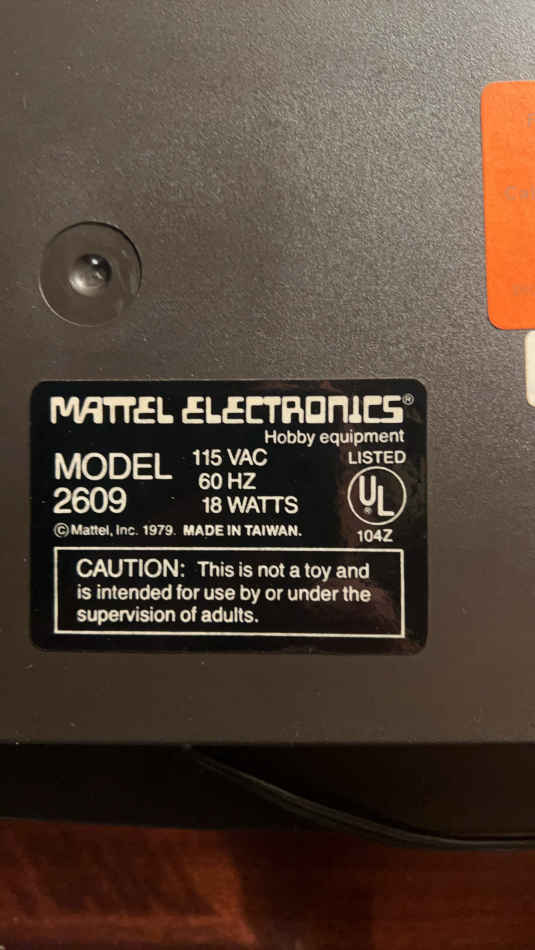 MATTEL ELECTRONICS®
Hobby equipment
MODEL 2609
115 VAC
60 HZ
18 WATTS
LISTED
UL
®
104Z
©Mattel, Inc. 1979. MADE IN TAIWAN.
CAUTION: This is not a toy and
is intended for use by or under the
supervision of adults.